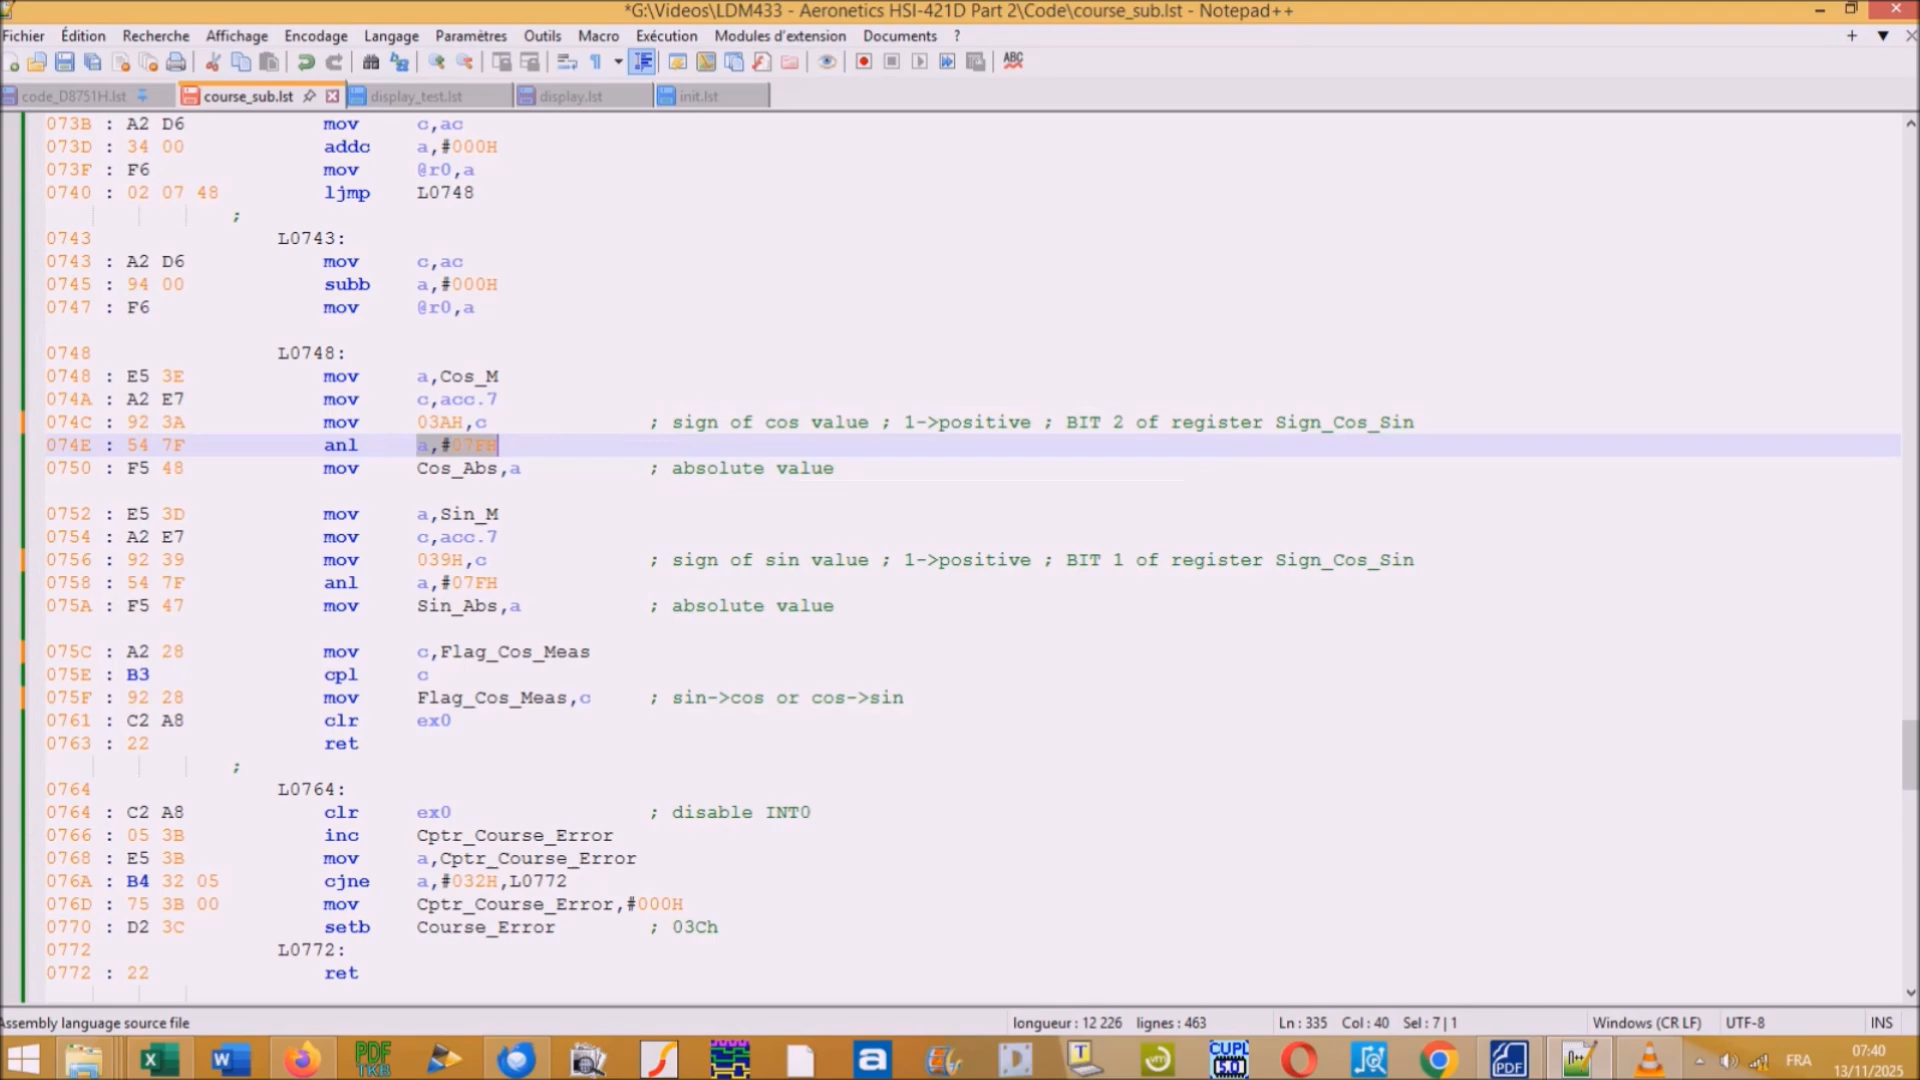 *G:\Videos\LDM433 - Aeronetics HSI-421D Part 2\Code\course_sub.lst - Notepad++
Fichier Édition Recherche Affichage Encodage Langage Paramètres Outils Macro Exécution Modules d'extension Documents ?
code_D8751H.lst course_sub.lst display_test.lst display.lst init.lst
073B : A2 D6 mov c,ac
073D : 34 00 addc a,#000H
073F : F6 mov @r0,a
0740 : 02 07 48 ljmp L0748
;
0743 L0743:
0743 : A2 D6 mov c,ac
0745 : 94 00 subb a,#000H
0747 : F6 mov @r0,a
0748 L0748:
0748 : E5 3E mov a,Cos_M
074A : A2 E7 mov c,acc.7
074C : 92 3A mov 03AH,c ; sign of cos value ; 1->positive ; BIT 2 of register Sign_Cos_Sin
074E : 54 7F anl a,#07FH
0750 : F5 48 mov Cos_Abs,a ; absolute value
0752 : E5 3D mov a,Sin_M
0754 : A2 E7 mov c,acc.7
0756 : 92 39 mov 039H,c ; sign of sin value ; 1->positive ; BIT 1 of register Sign_Cos_Sin
0758 : 54 7F anl a,#07FH
075A : F5 47 mov Sin_Abs,a ; absolute value
075C : A2 28 mov c,Flag_Cos_Meas
075E : B3 cpl c
075F : 92 28 mov Flag_Cos_Meas,c ; sin->cos or cos->sin
0761 : C2 A8 clr ex0
0763 : 22 ret
;
0764 L0764:
0764 : C2 A8 clr ex0 ; disable INT0
0766 : 05 3B inc Cptr_Course_Error
0768 : E5 3B mov a,Cptr_Course_Error
076A : B4 32 05 cjne a,#032H,L0772
076D : 75 3B 00 mov Cptr_Course_Error,#000H
0770 : D2 3C setb Course_Error ; 03Ch
0772 L0772:
0772 : 22 ret
Assembly language source file longueur : 12 226 lignes : 463 Ln : 335 Col : 40 Sel : 7 | 1 Windows (CR LF) UTF-8 INS
PDF TKB CUPL 5.0 PDF FRA 07:40
13/11/2025